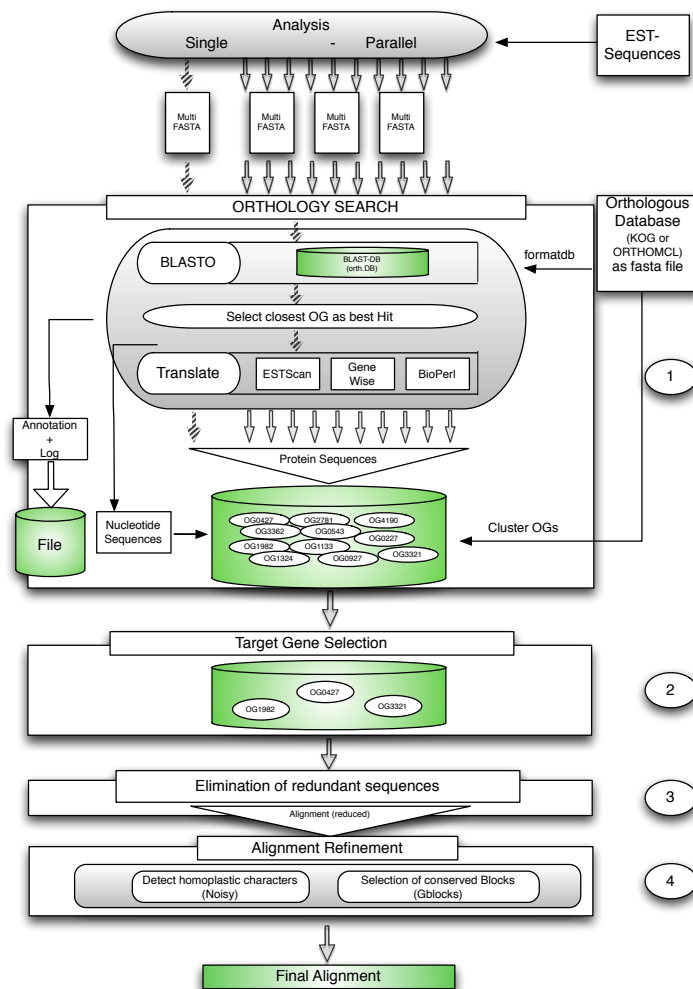 Analysis
Single - Parallel
EST-
Sequences
Multi
FASTA
Multi
FASTA
Multi
FASTA
Multi
FASTA
ORTHOLOGY SEARCH
Orthologous
Database
(KOG or
ORTHOMCL)
as fasta file
BLASTO
BLAST-DB
(orth.DB)
formatdb
Select closest OG as best Hit
Translate
ESTScan
Gene
Wise
BioPerl
1
Annotation
+
Log
Protein Sequences
File
Nucleotide
Sequences
OG0427
OG2781
OG4190
OG3362
OG0543
OG0227
OG1982
OG1133
OG3321
OG1324
OG0927
Cluster OGs
Target Gene Selection
OG0427
OG1982
OG3321
2
Elimination of redundant sequences
Alignment (reduced)
3
Alignment Refinement
Detect homoplastic characters
(Noisy)
Selection of conserved Blocks
(Gblocks)
4
Final Alignment